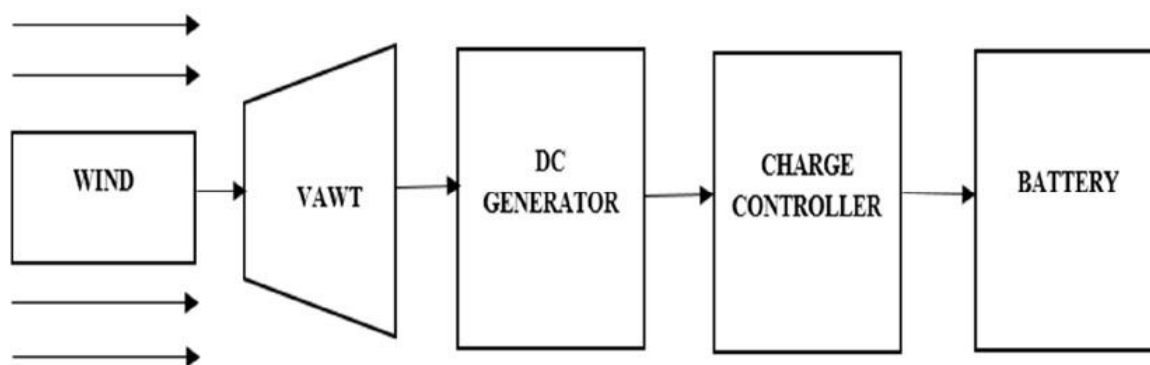 WIND
VAWT
DC
GENERATOR
CHARGE
CONTROLLER
BATTERY